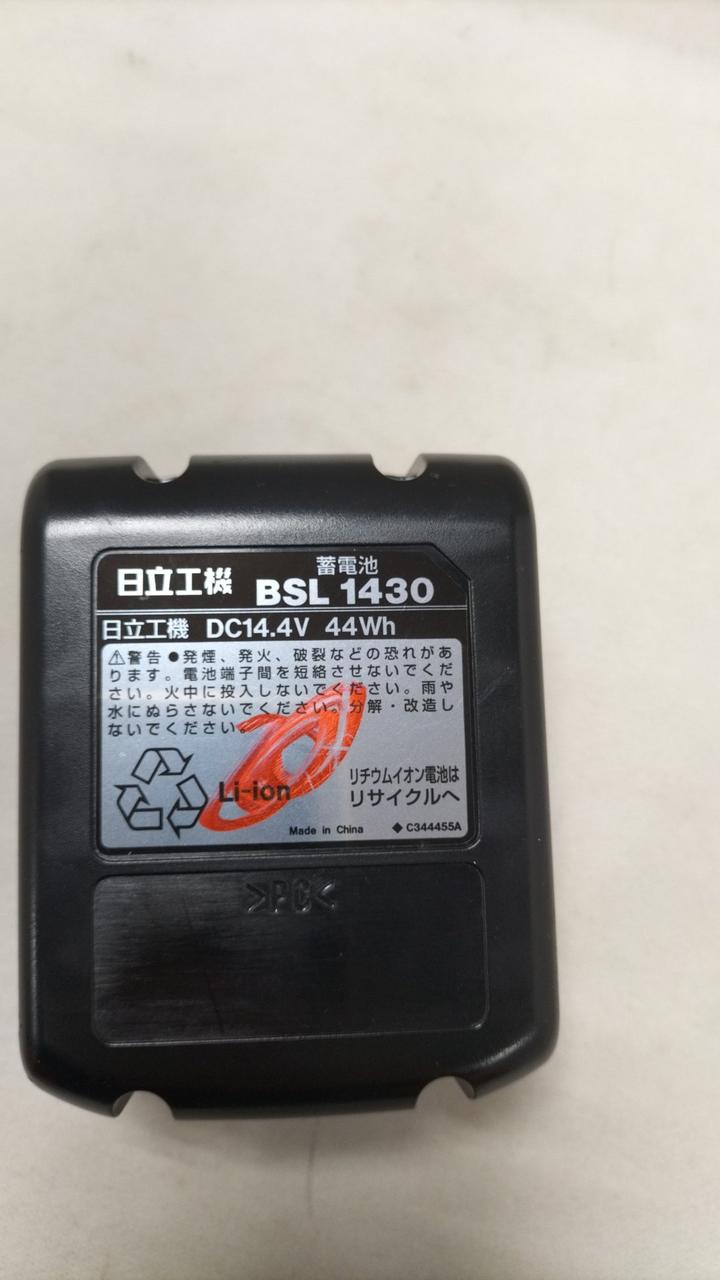 日立工機
蓄電池
BSL 1430
日立工機 DC14.4V 44Wh
⚠警告 ●発煙、発火、破裂などの恐れがあ
ります。電池端子間を短絡させないでくだ
さい。火中に投入しないでください。雨や
水にぬらさないでください。分解・改造し
ないでください。
Li-ion
リチウムイオン電池は
リサイクルへ
Made in China ◆ C344455A
>PC<